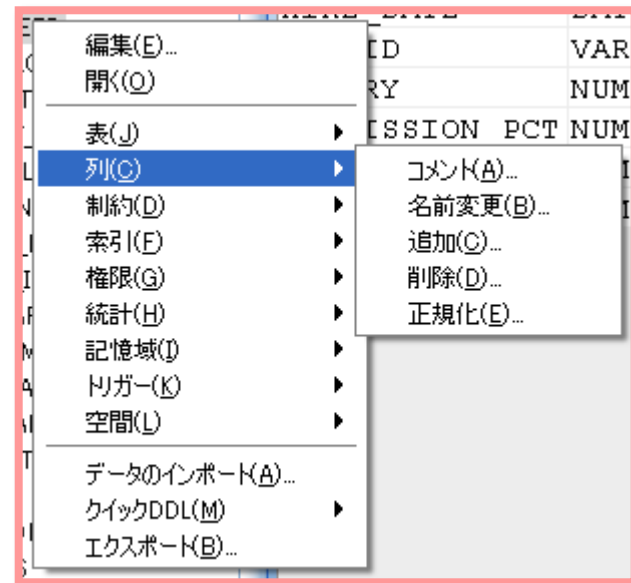 編集(E)...
開く(O)
表(J)
列(C)
制約(D)
索引(F)
権限(G)
統計(H)
記憶域(I)
トリガー(K)
空間(L)
データのインポート(A)...
クイックDDL(M)
エクスポート(B)...
コメント(A)...
名前変更(B)...
追加(C)...
削除(D)...
正規化(E)...
ID VAR
RY NUM
ISSION_PCT NUM